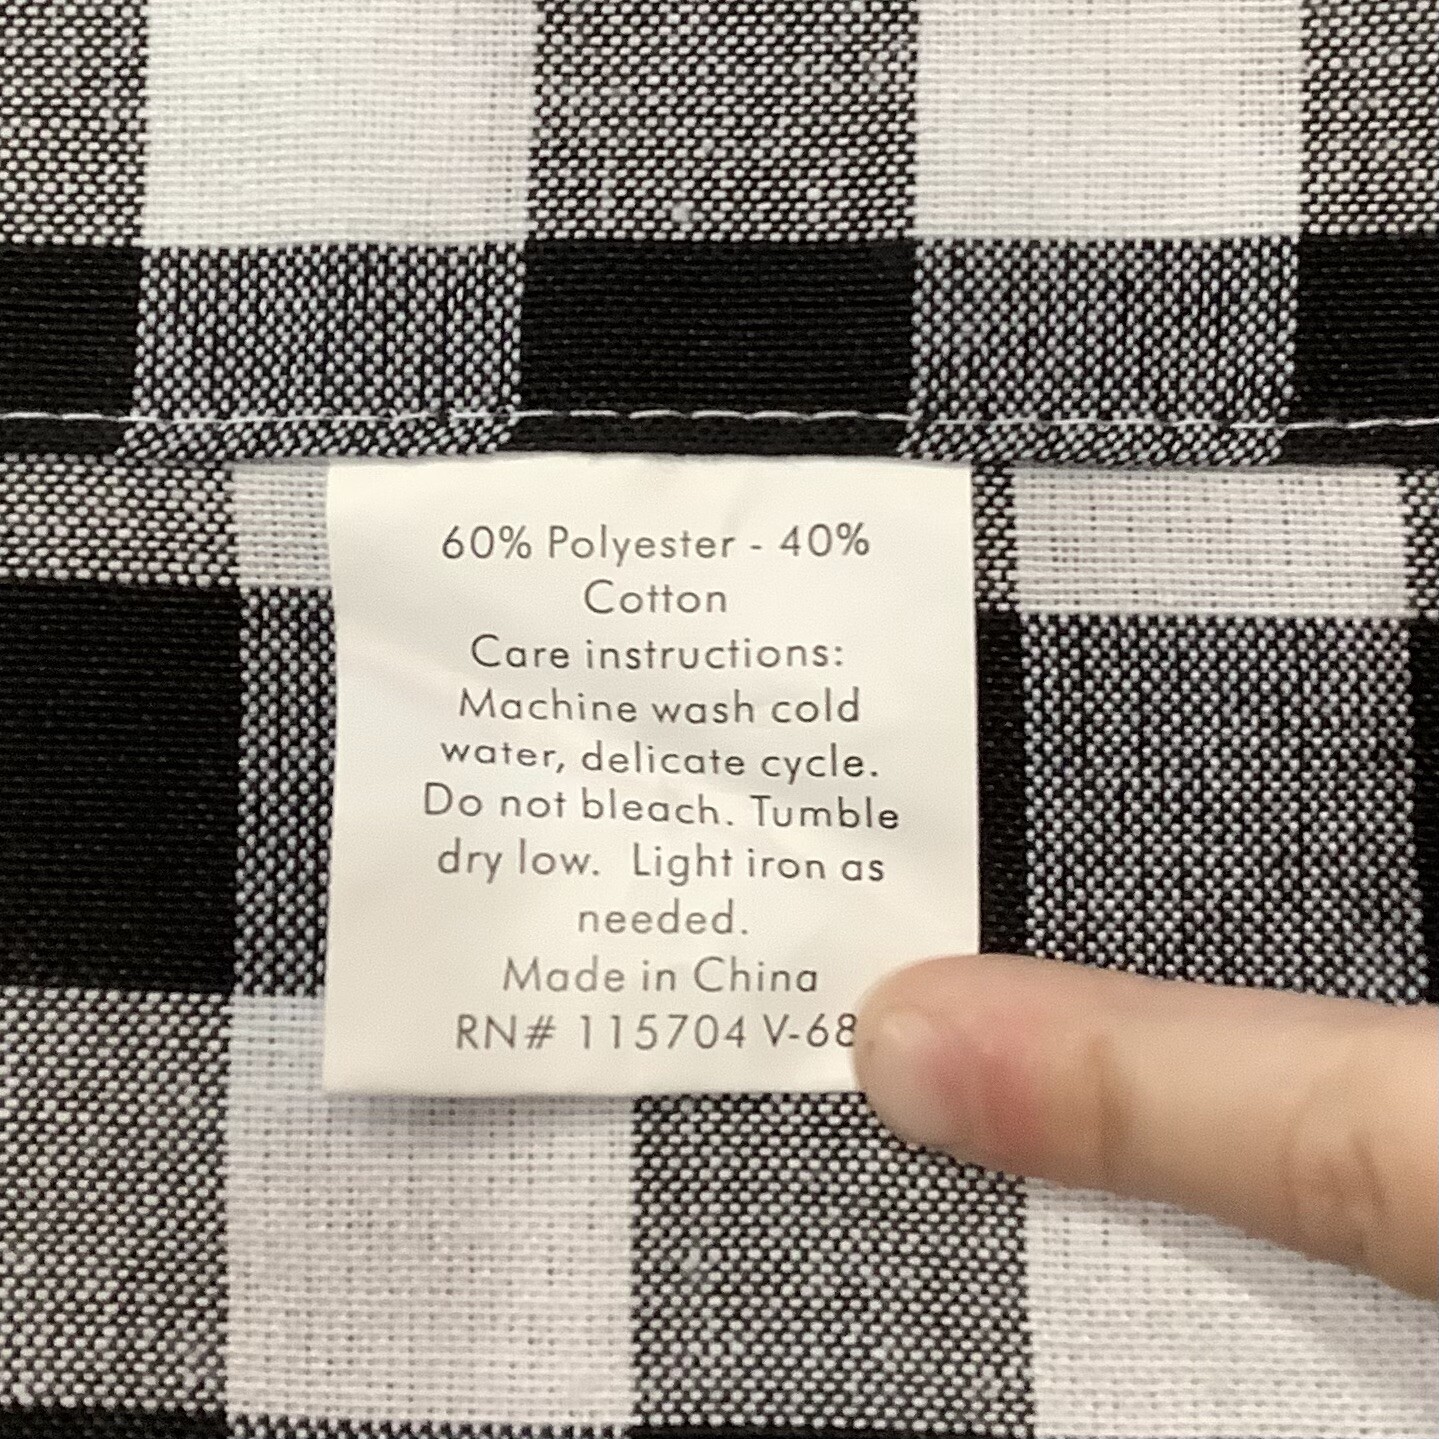 60% Polyester - 40%
Cotton
Care instructions:
Machine wash cold
water, delicate cycle.
Do not bleach. Tumble
dry low. Light iron as
needed.
Made in China
RN# 115704 V-68